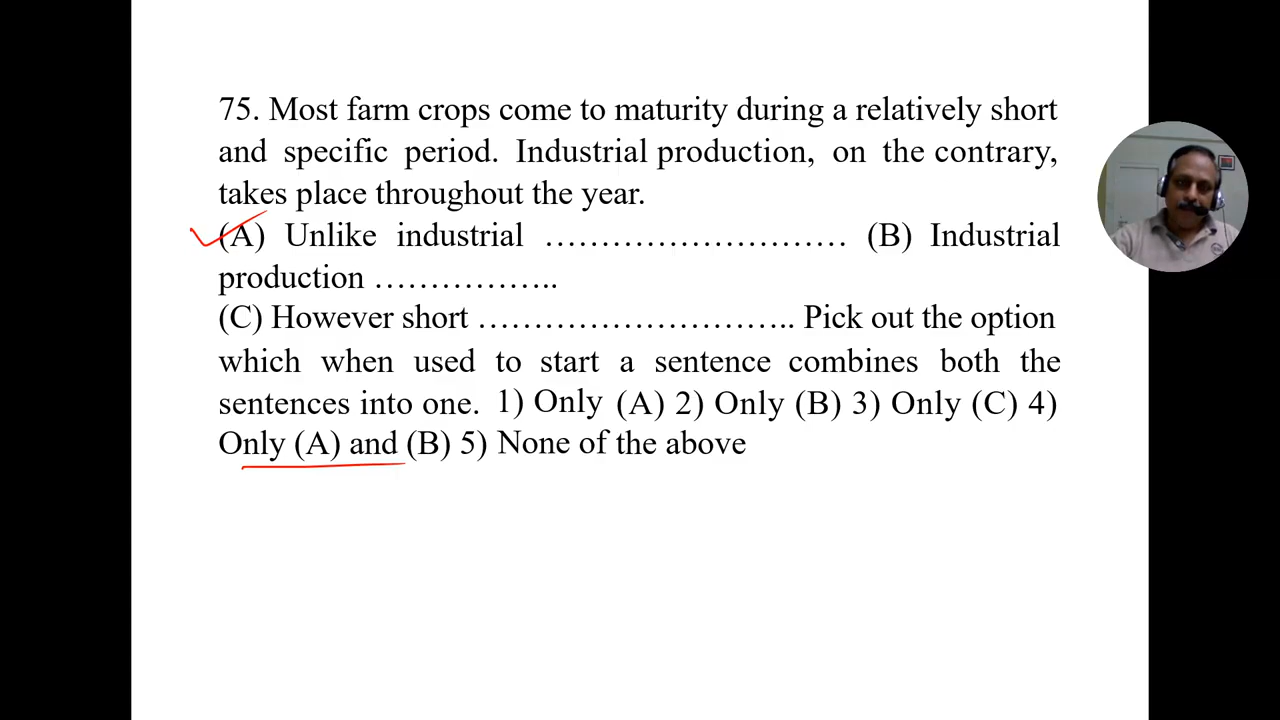 75. Most farm crops come to maturity during a relatively short
and specific period. Industrial production, on the contrary,
takes place throughout the year.
(A) Unlike industrial ……………………… (B) Industrial
production ……………..
(C) However short ……………………….. Pick out the option
which when used to start a sentence combines both the
sentences into one. 1) Only (A) 2) Only (B) 3) Only (C) 4)
Only (A) and (B) 5) None of the above